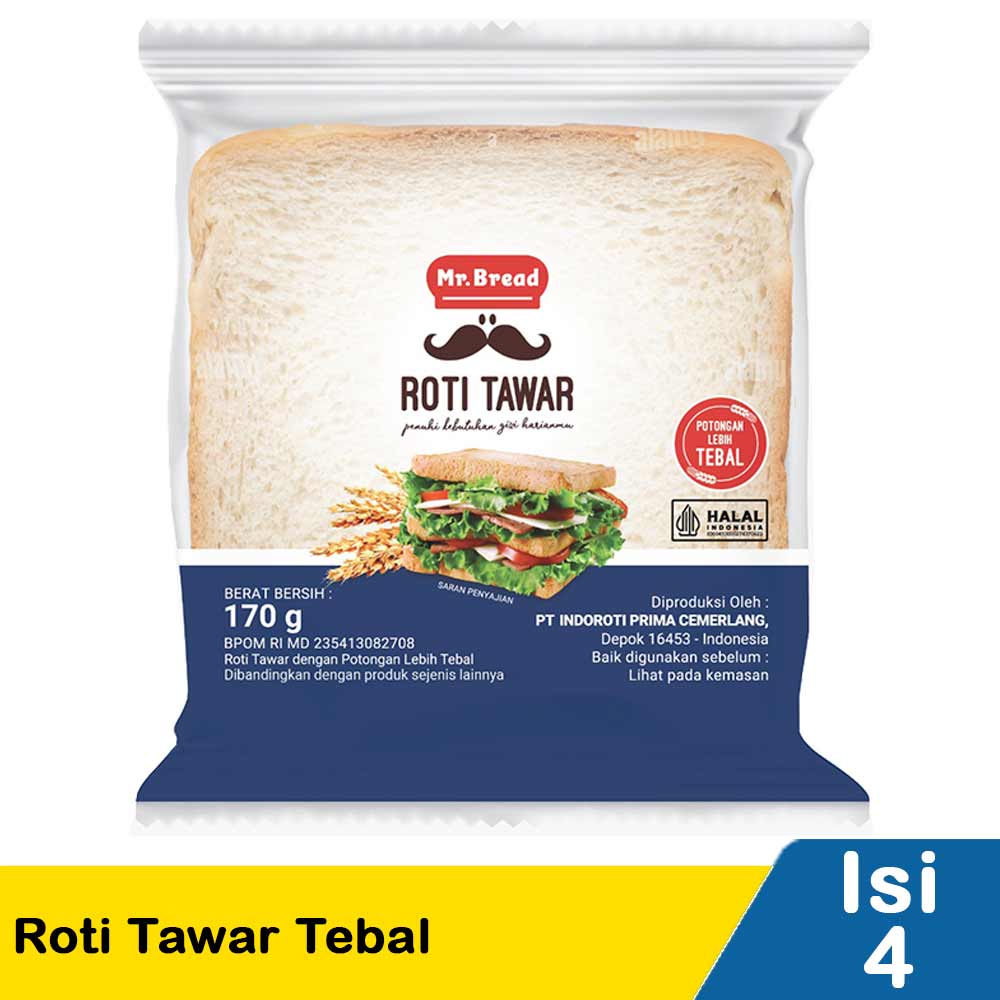 Mr. Bread
ROTI TAWAR
penuhi kebutuhan gizi harianmu
POTONGAN
LEBIH
TEBAL
HALAL
INDONESIA
SARAN PENYAJIAN
BERAT BERSIH :
170 g
BPOM RI MD 235413082708
Roti Tawar dengan Potongan Lebih Tebal
Dibandingkan dengan produk sejenis lainnya
Diproduksi Oleh :
PT INDOROTI PRIMA CEMERLANG,
Depok 16453 - Indonesia
Baik digunakan sebelum :
Lihat pada kemasan
Roti Tawar Tebal
Isi
4